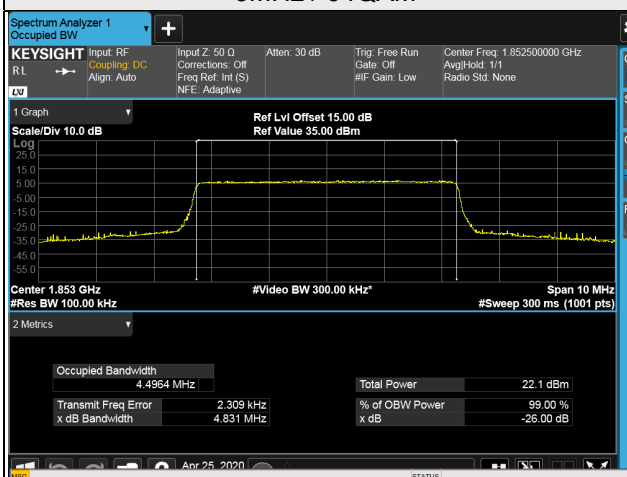 Spectrum Analyzer 1
Occupied BW
+
KEYSIGHT Input: RF Input Z: 50 Ω Atten: 30 dB Trig: Free Run Center Freq: 1.852500000 GHz
RL Coupling: DC Corrections: Off Gate: Off Avg|Hold: 1/1
Align: Auto Freq Ref: Int (S) #IF Gain: Low Radio Std: None
LXI NFE: Adaptive
1 Graph
Ref Lvl Offset 15.00 dB
Scale/Div 10.0 dB Ref Value 35.00 dBm
Log
25.0
15.0
5.00
-5.00
-15.0
-25.0
-35.0
-45.0
-55.0
Center 1.853 GHz #Video BW 300.00 kHz* Span 10 MHz
#Res BW 100.00 kHz #Sweep 300 ms (1001 pts)
2 Metrics
Occupied Bandwidth
4.4964 MHz Total Power 22.1 dBm
Transmit Freq Error 2.309 kHz % of OBW Power 99.00 %
x dB Bandwidth 4.831 MHz x dB -26.00 dB
Apr 25, 2020
MSG STATUS